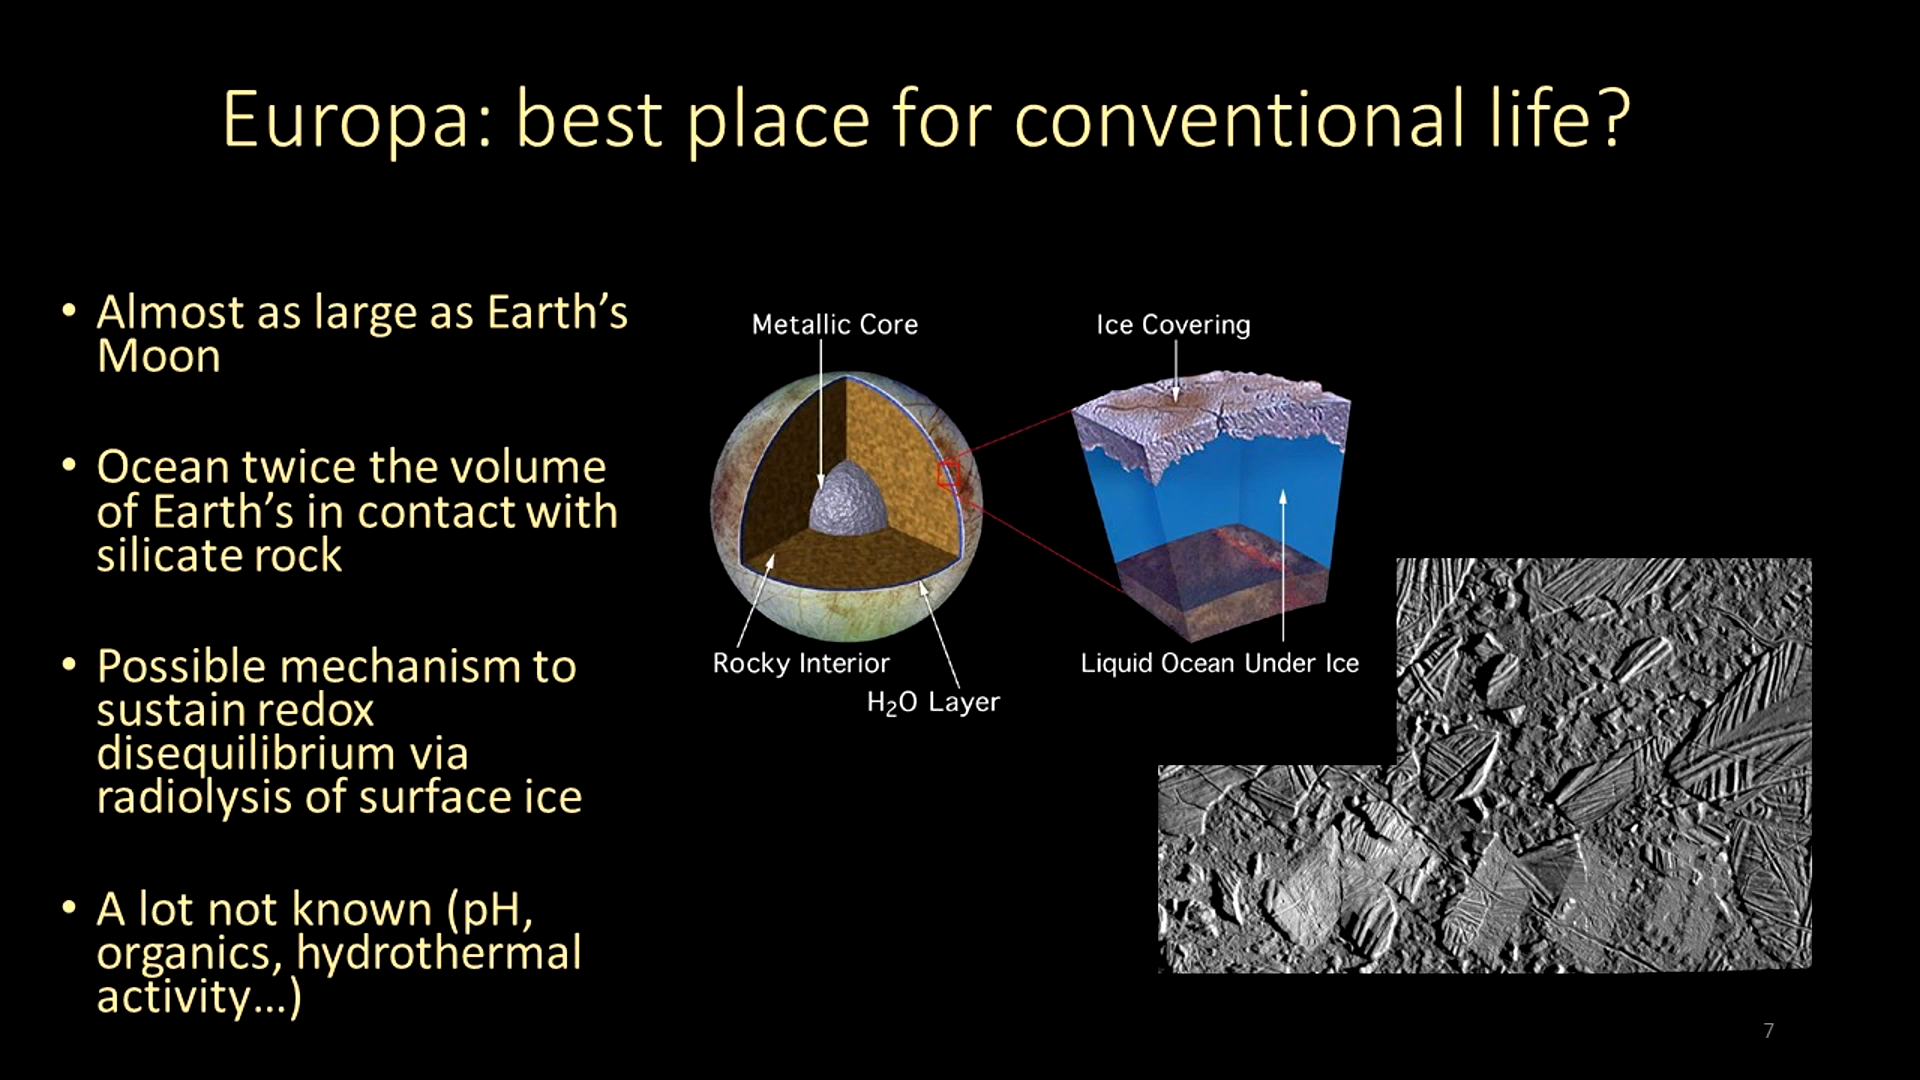 Europa: best place for conventional life?
• Almost as large as Earth’s
Moon
• Ocean twice the volume
of Earth’s in contact with
silicate rock
• Possible mechanism to
sustain redox
disequilibrium via
radiolysis of surface ice
• A lot not known (pH,
organics, hydrothermal
activity…)
Metallic Core
Ice Covering
Rocky Interior
H₂O Layer
Liquid Ocean Under Ice
7